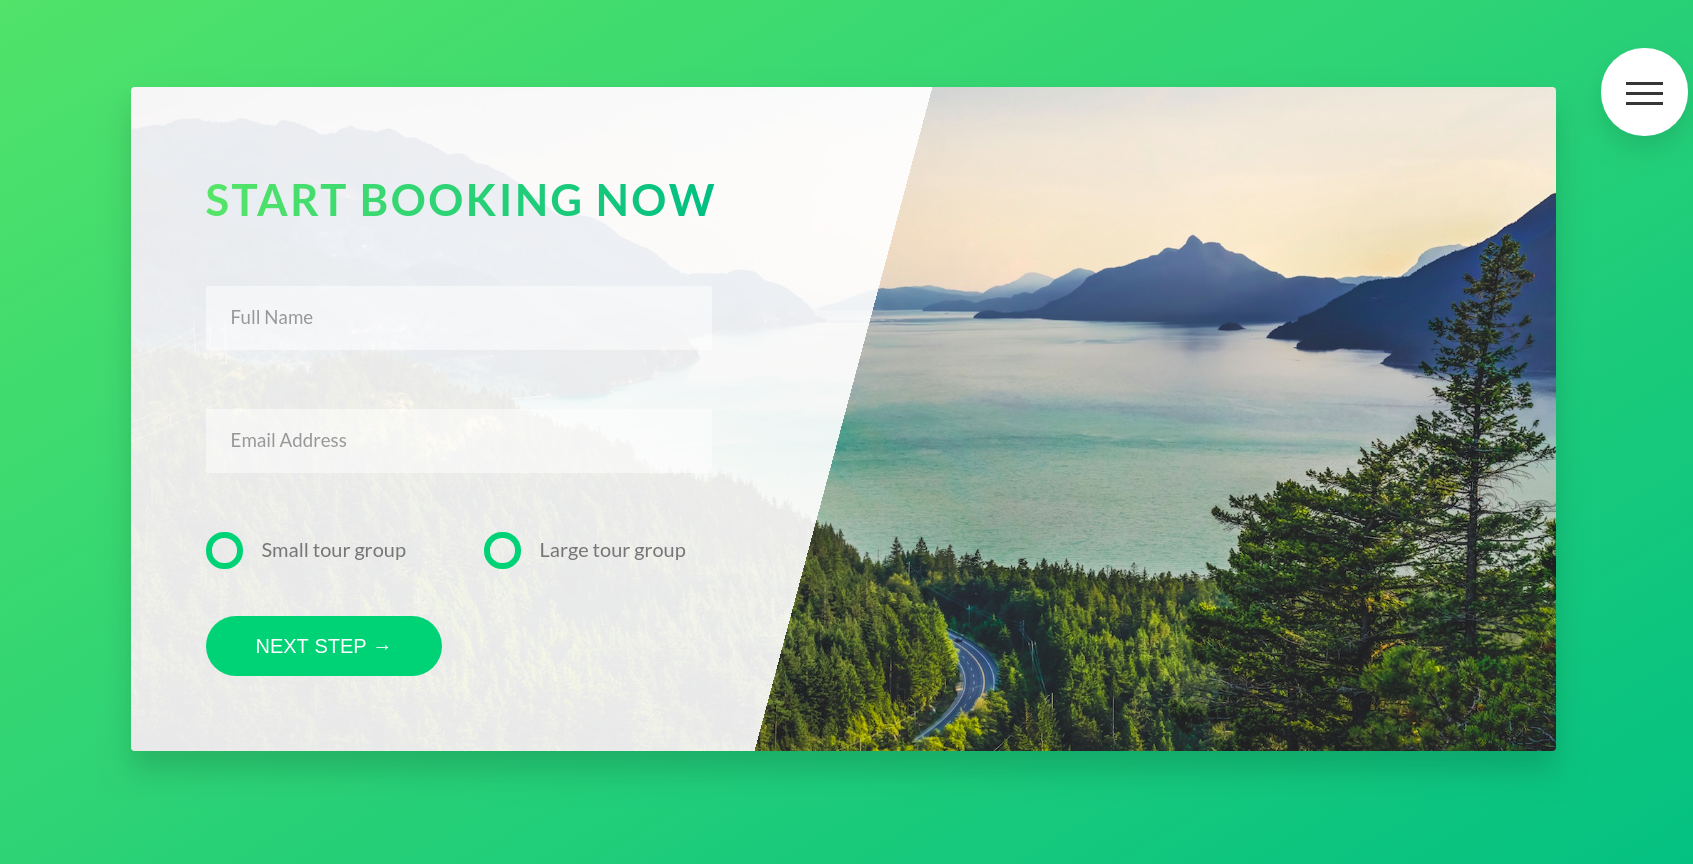 START BOOKING NOW
Full Name
Email Address
Small tour group
Large tour group
NEXT STEP →